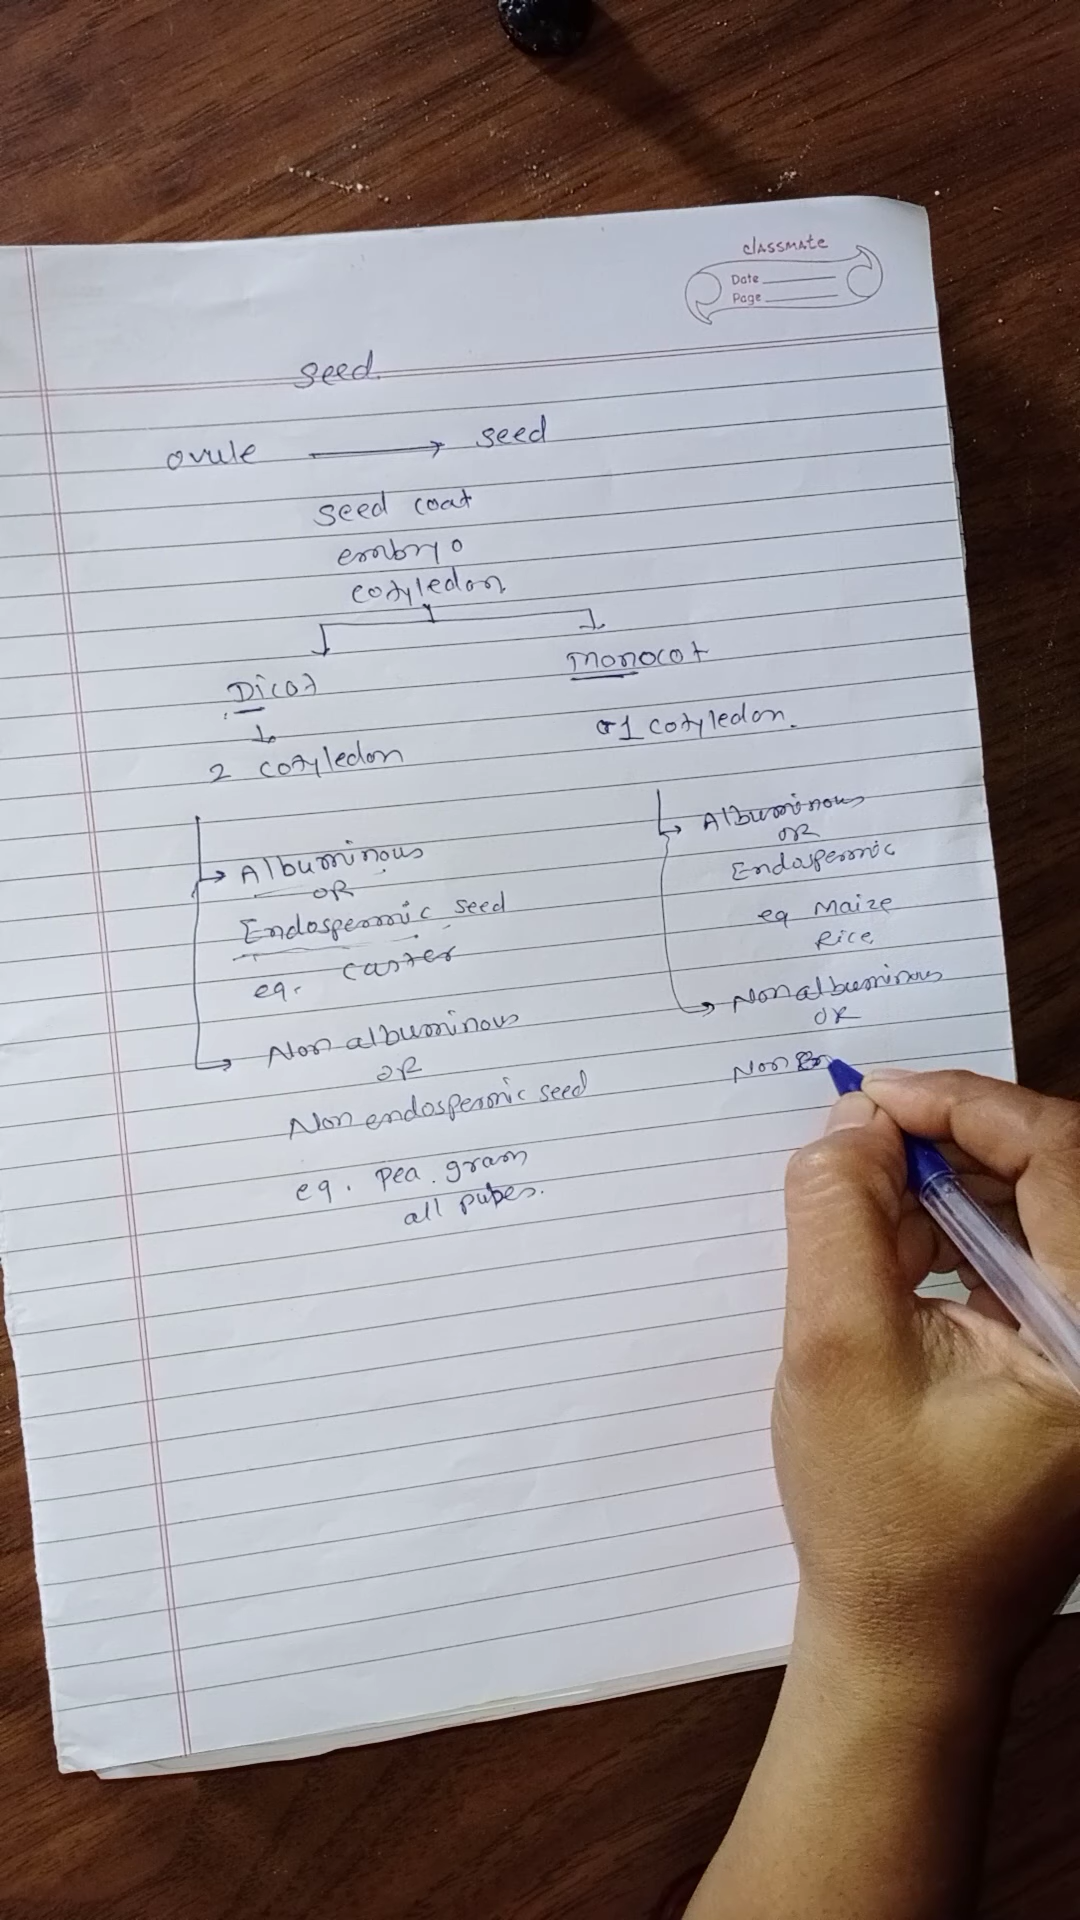 classmate
Date
Page
seed.
ovule → seed
seed coat
embryo
cotyledon
Dicot
Monocot
2 cotyledon
1 cotyledon.
Albuminous
OR
Endospermic seed
eg. caster
Non albuminous
OR
Non endospermic seed
eg. pea. gram
all pulses.
Albuminous
OR
Endospermic
eg Maize
Rice
Non albuminous
OR
Non